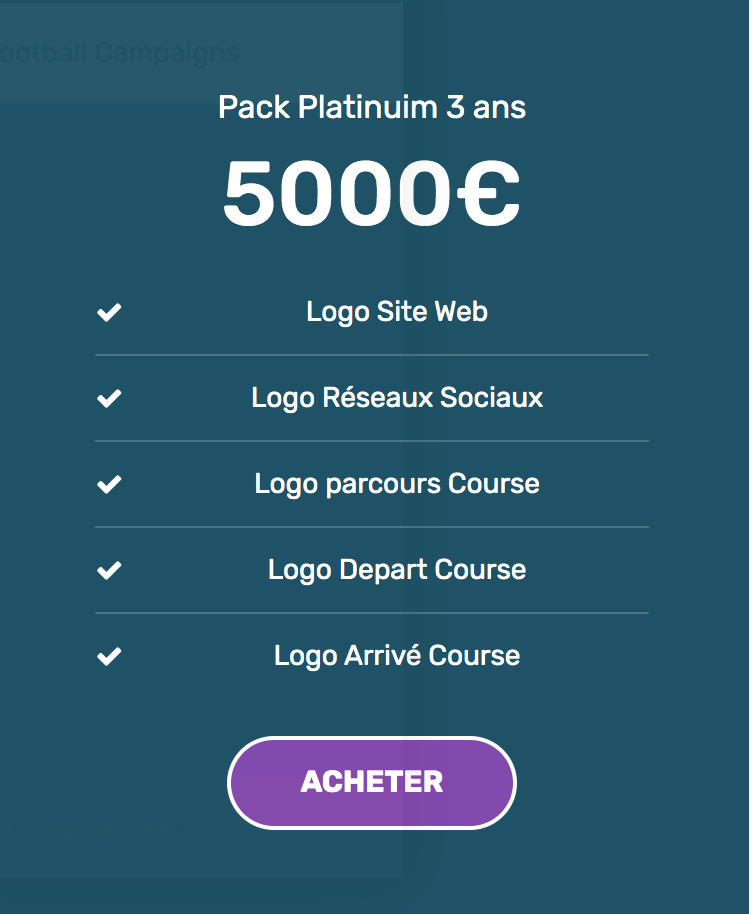 ootball Campaigns
Pack Platinuim 3 ans
5000€
Logo Site Web
Logo Réseaux Sociaux
Logo parcours Course
Logo Depart Course
Logo Arrivé Course
ACHETER